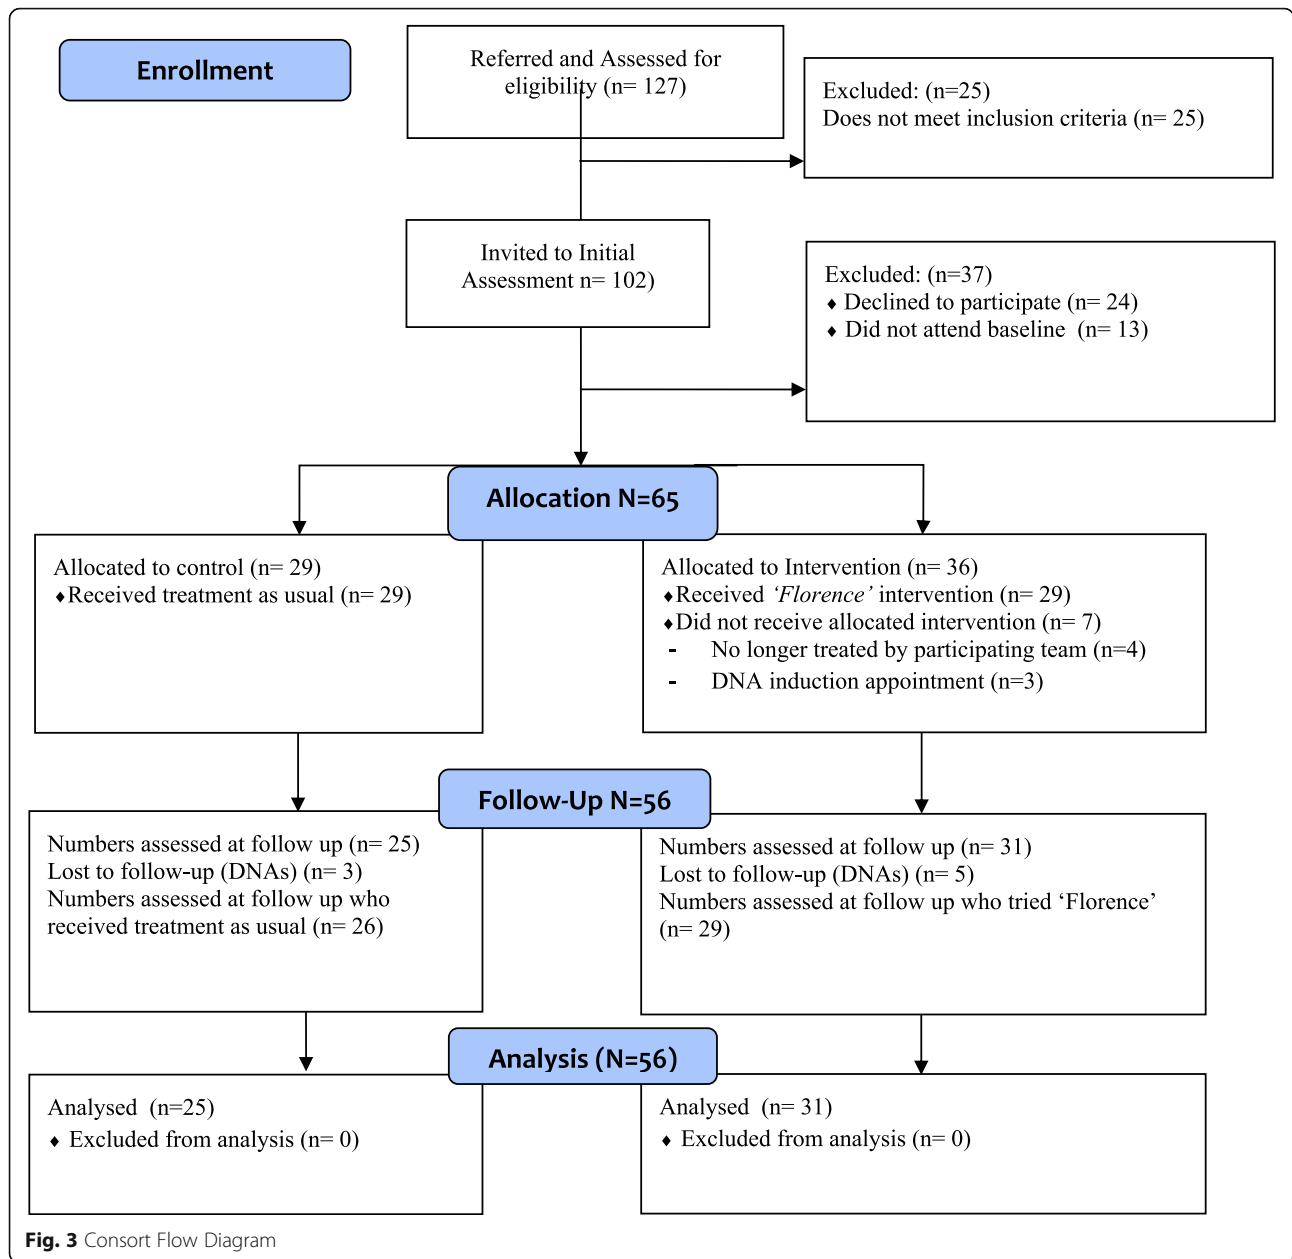 Enrollment
Referred and Assessed for
eligibility (n= 127)
Excluded: (n=25)
Does not meet inclusion criteria (n= 25)
Invited to Initial
Assessment n= 102)
Excluded: (n=37)
♦ Declined to participate (n= 24)
♦ Did not attend baseline (n= 13)
Allocation N=65
Allocated to control (n= 29)
♦Received treatment as usual (n= 29)
Allocated to Intervention (n= 36)
♦Received ‘Florence’ intervention (n= 29)
♦Did not receive allocated intervention (n= 7)
- No longer treated by participating team (n=4)
- DNA induction appointment (n=3)
Follow-Up N=56
Numbers assessed at follow up (n= 25)
Lost to follow-up (DNAs) (n= 3)
Numbers assessed at follow up who
received treatment as usual (n= 26)
Numbers assessed at follow up (n= 31)
Lost to follow-up (DNAs) (n= 5)
Numbers assessed at follow up who tried ‘Florence’
(n= 29)
Analysis (N=56)
Analysed (n=25)
♦ Excluded from analysis (n= 0)
Analysed (n= 31)
♦ Excluded from analysis (n= 0)
Fig. 3 Consort Flow Diagram